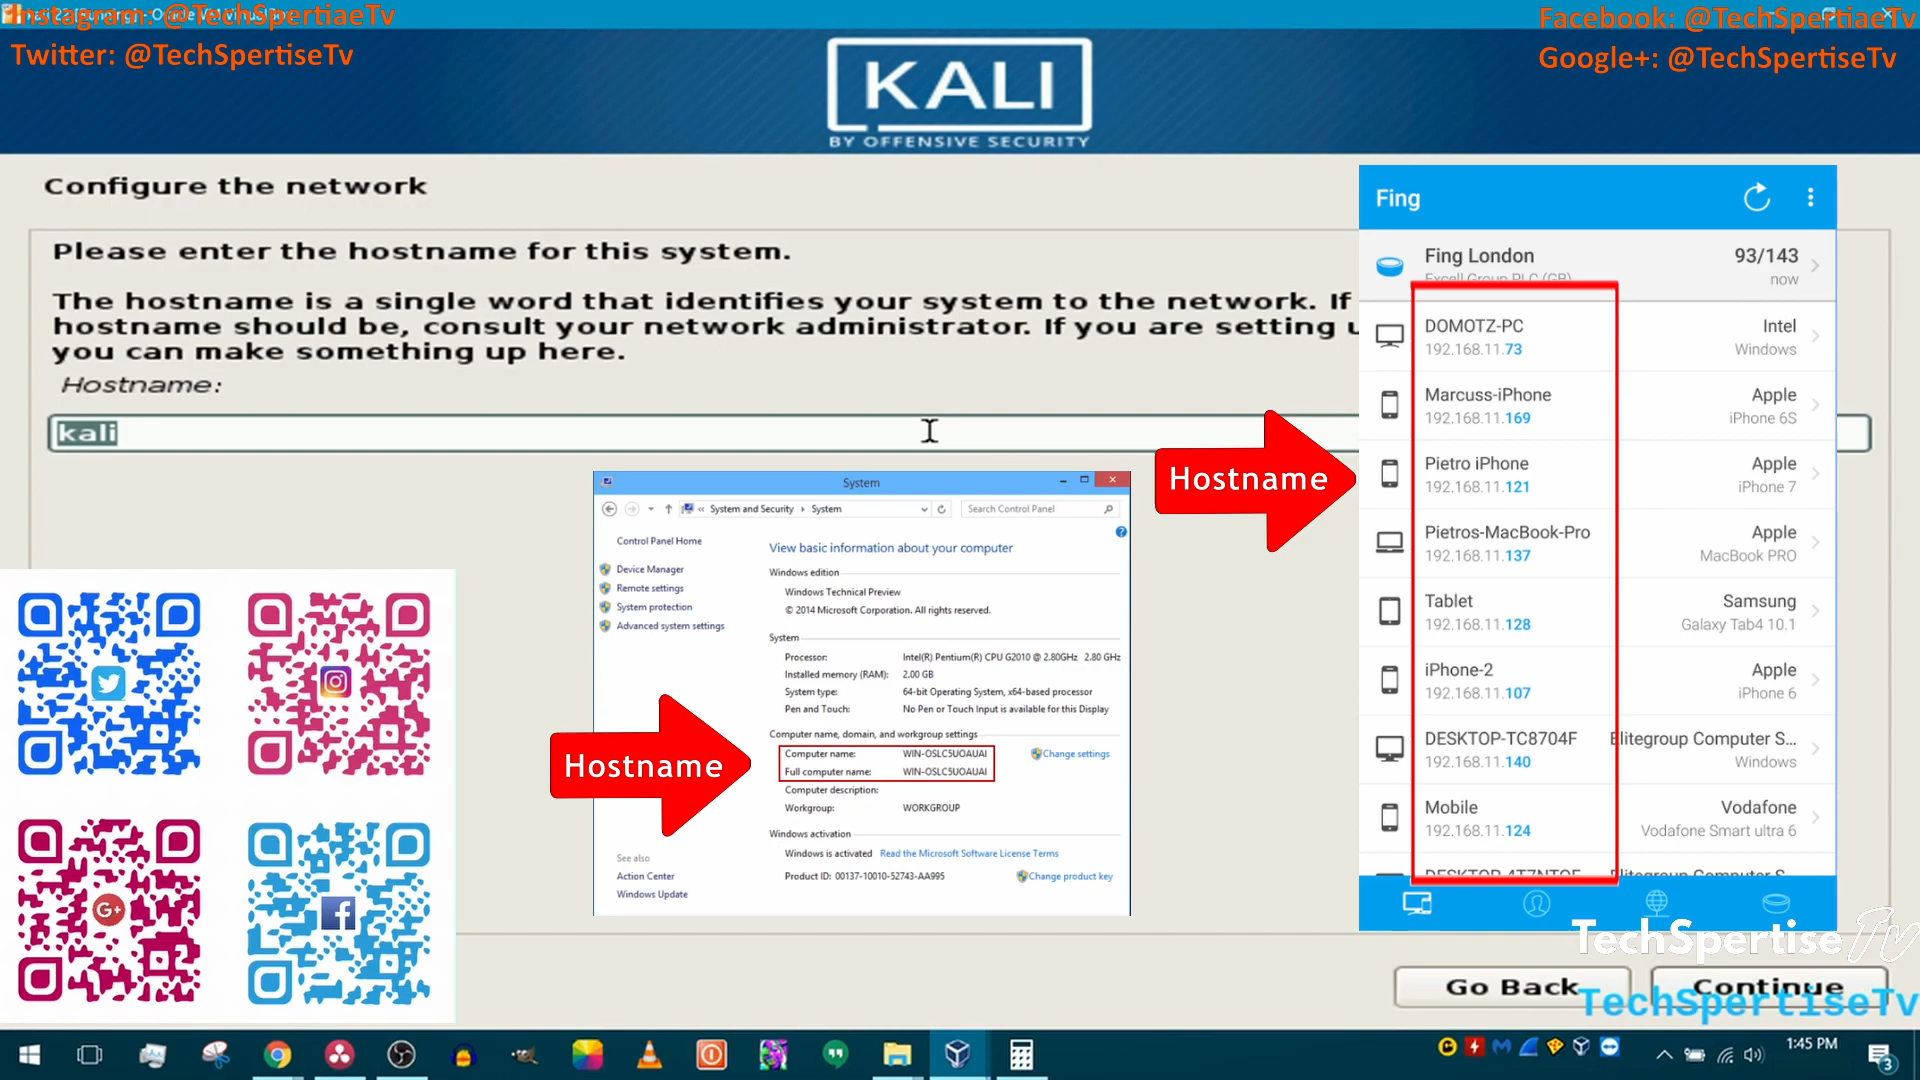 Instagram: @TechSpertiaeTv
Twitter: @TechSpertiseTv
Facebook: @TechSpertiaeTv
Google+: @TechSpertiseTv
KALI
BY OFFENSIVE SECURITY
Configure the network
Please enter the hostname for this system.
The hostname is a single word that identifies your system to the network. If
hostname should be, consult your network administrator. If you are setting
you can make something up here.
Hostname:
kali
System
System and Security › System
Search Control Panel
Control Panel Home
Device Manager
Remote settings
System protection
Advanced system settings
See also
Action Center
Windows Update
View basic information about your computer
Windows edition
Windows Technical Preview
© 2014 Microsoft Corporation. All rights reserved.
System
Processor: Intel(R) Pentium(R) CPU G2010 @ 2.80GHz 2.80 GHz
Installed memory (RAM): 2.00 GB
System type: 64-bit Operating System, x64-based processor
Pen and Touch: No Pen or Touch Input is available for this Display
Computer name, domain, and workgroup settings
Computer name: WIN-OSLC5UOAUAI
Change settings
Full computer name: WIN-OSLC5UOAUAI
Computer description:
Workgroup: WORKGROUP
Windows activation
Windows is activated Read the Microsoft Software License Terms
Product ID: 00137-10010-52743-AA995
Change product key
Hostname
Hostname
Fing
Fing London 93/143
Excell Group PLC (GB) now
DOMOTZ-PC Intel
192.168.11.73 Windows
Marcuss-iPhone Apple
192.168.11.169 iPhone 6S
Pietro iPhone Apple
192.168.11.121 iPhone 7
Pietros-MacBook-Pro Apple
192.168.11.137 MacBook PRO
Tablet Samsung
192.168.11.128 Galaxy Tab4 10.1
iPhone-2 Apple
192.168.11.107 iPhone 6
DESKTOP-TC8704F Elitegroup Computer S...
192.168.11.140 Windows
Mobile Vodafone
192.168.11.124 Vodafone Smart ultra 6
TechSpertise Tv
Go Back
Continue
TechSpertiseTv
1:45 PM
3